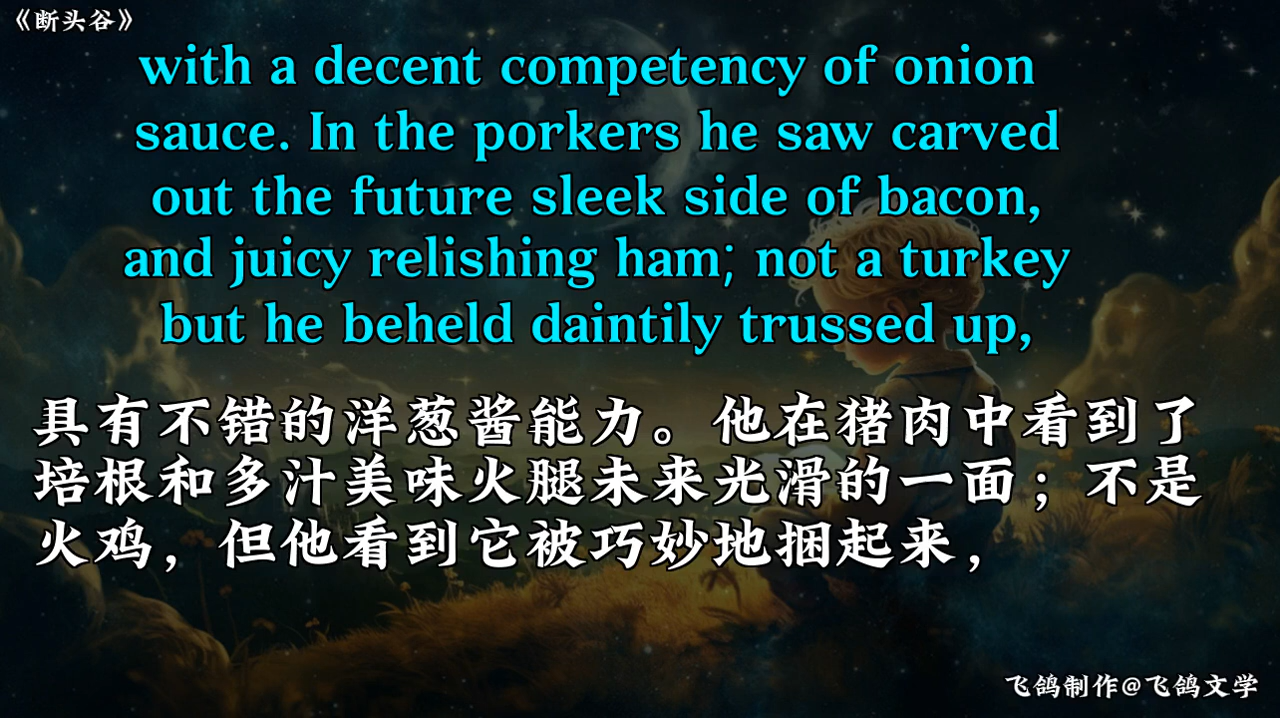 《断头谷》
with a decent competency of onion
sauce. In the porkers he saw carved
out the future sleek side of bacon,
and juicy relishing ham; not a turkey
but he beheld daintily trussed up,
具有不错的洋葱酱能力。他在猪肉中看到了
培根和多汁美味火腿未来光滑的一面；不是
火鸡，但他看到它被巧妙地捆起来，
飞鸽制作@飞鸽文学